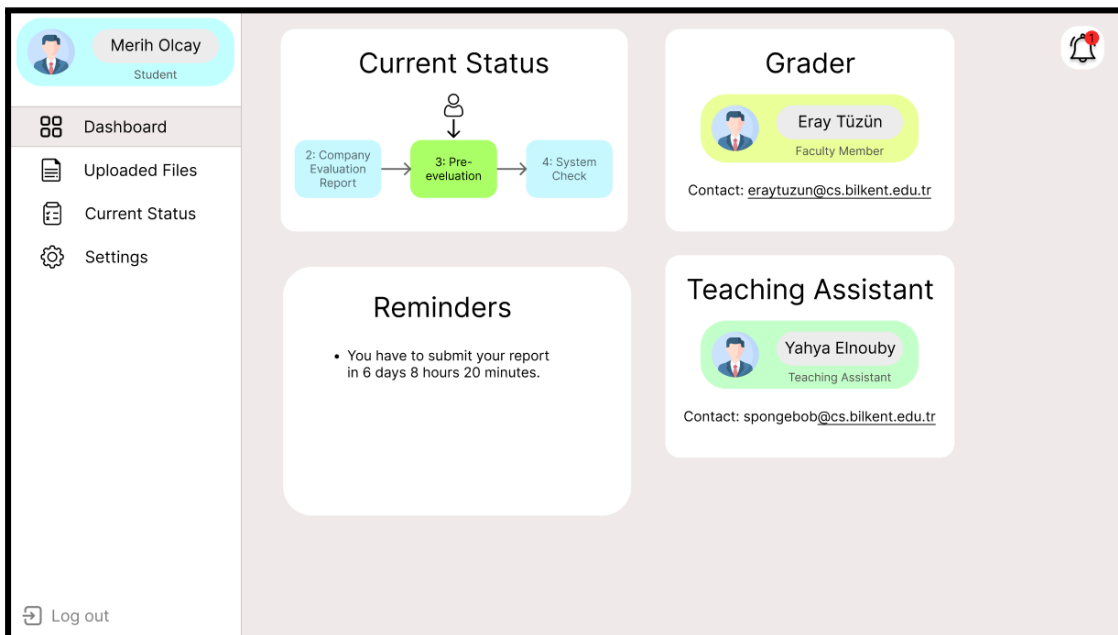 Merih Olcay
Student
Dashboard
Uploaded Files
Current Status
Settings
Log out
Current Status
2: Company
Evaluation
Report
3: Pre-
eveluation
4: System
Check
Reminders
• You have to submit your report
in 6 days 8 hours 20 minutes.
Grader
Eray Tüzün
Faculty Member
Contact: eraytuzun@cs.bilkent.edu.tr
Teaching Assistant
Yahya Elnouby
Teaching Assistant
Contact: spongebob@cs.bilkent.edu.tr
1